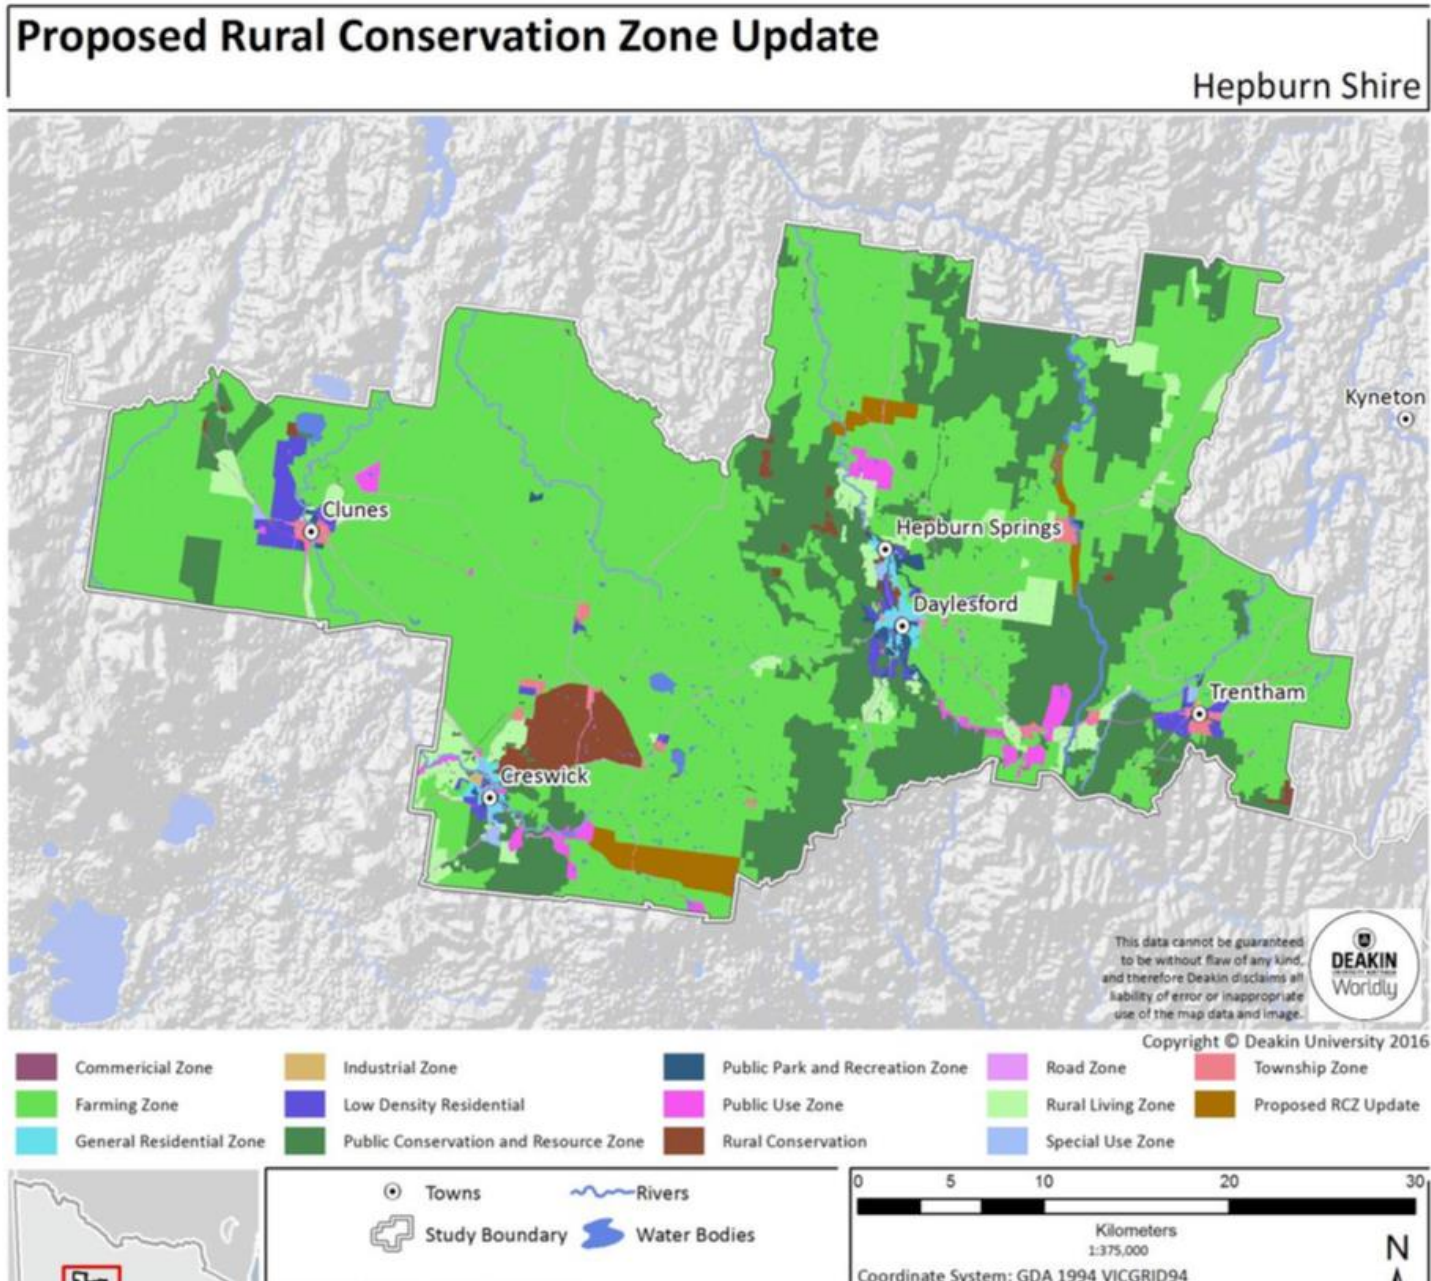 Proposed Rural Conservation Zone Update
Hepburn Shire
Kyneton
Clunes
Hepburn Springs
Daylesford
Trentham
Creswick
This data cannot be guaranteed
to be without flaw of any kind,
and therefore Deakin disclaims all
liability of error or inappropriate
use of the map data and image.
DEAKIN
Worldly
Copyright © Deakin University 2016
Commericial Zone
Industrial Zone
Public Park and Recreation Zone
Road Zone
Township Zone
Farming Zone
Low Density Residential
Public Use Zone
Rural Living Zone
Proposed RCZ Update
General Residential Zone
Public Conservation and Resource Zone
Rural Conservation
Special Use Zone
Towns
Rivers
Study Boundary
Water Bodies
0 5 10 20 30
Kilometers
1:375,000
N
Coordinate System: GDA 1994 VICGRID94